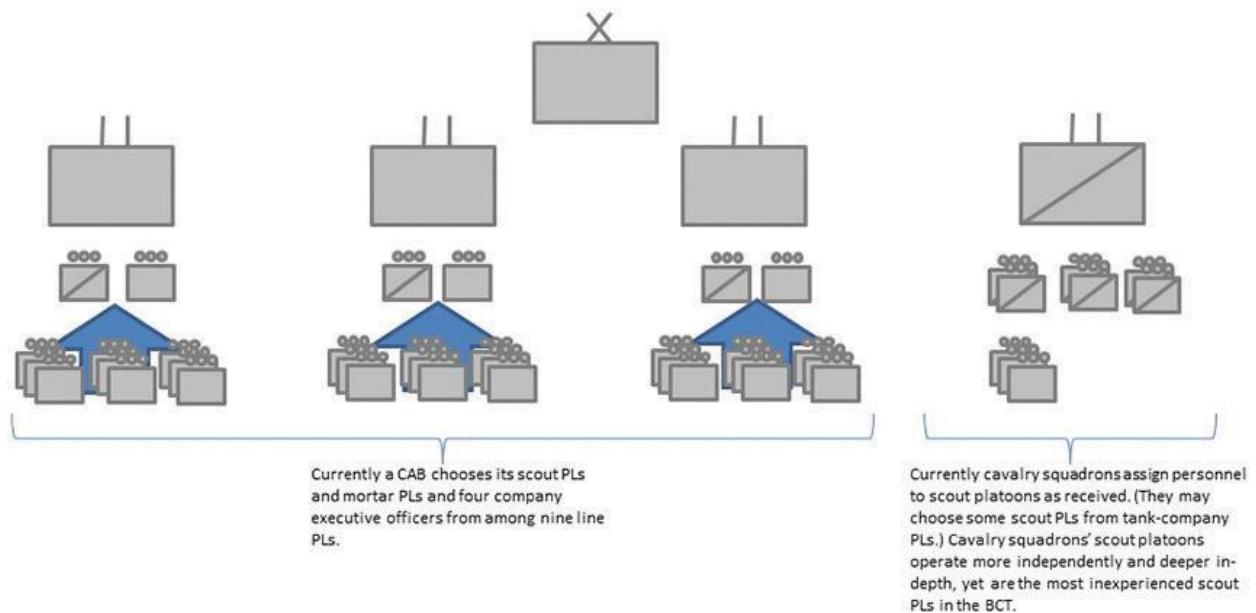 Currently a CAB chooses its scout PLs
and mortar PLs and four company
executive officers from among nine line
PLs.
Currently cavalry squadrons assign personnel
to scout platoons as received. (They may
choose some scout PLs from tank-company
PLs.) Cavalry squadrons' scout platoons
operate more independently and deeper in-
depth, yet are the most inexperienced scout
PLs in the BCT.